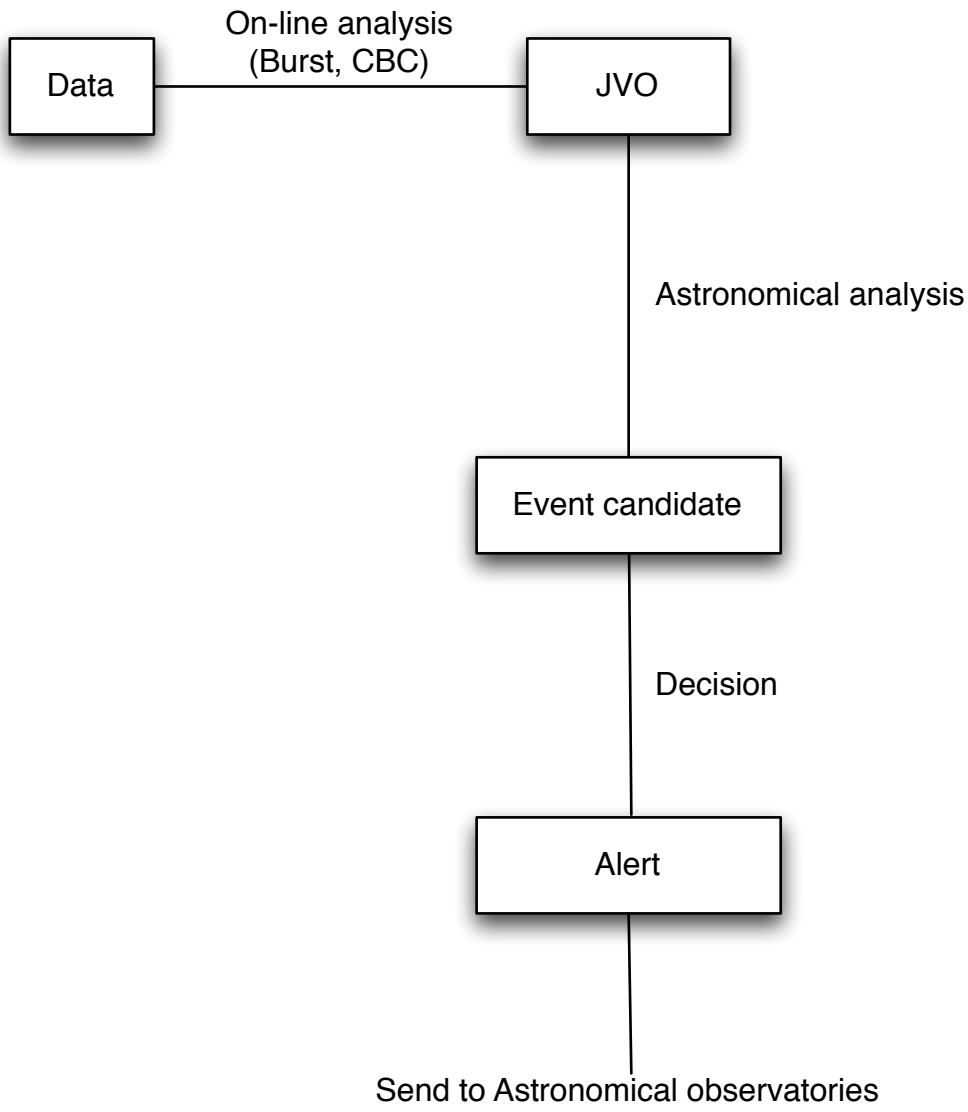 On-line analysis
(Burst, CBC)
Data
JVO
Astronomical analysis
Event candidate
Decision
Alert
Send to Astronomical observatories